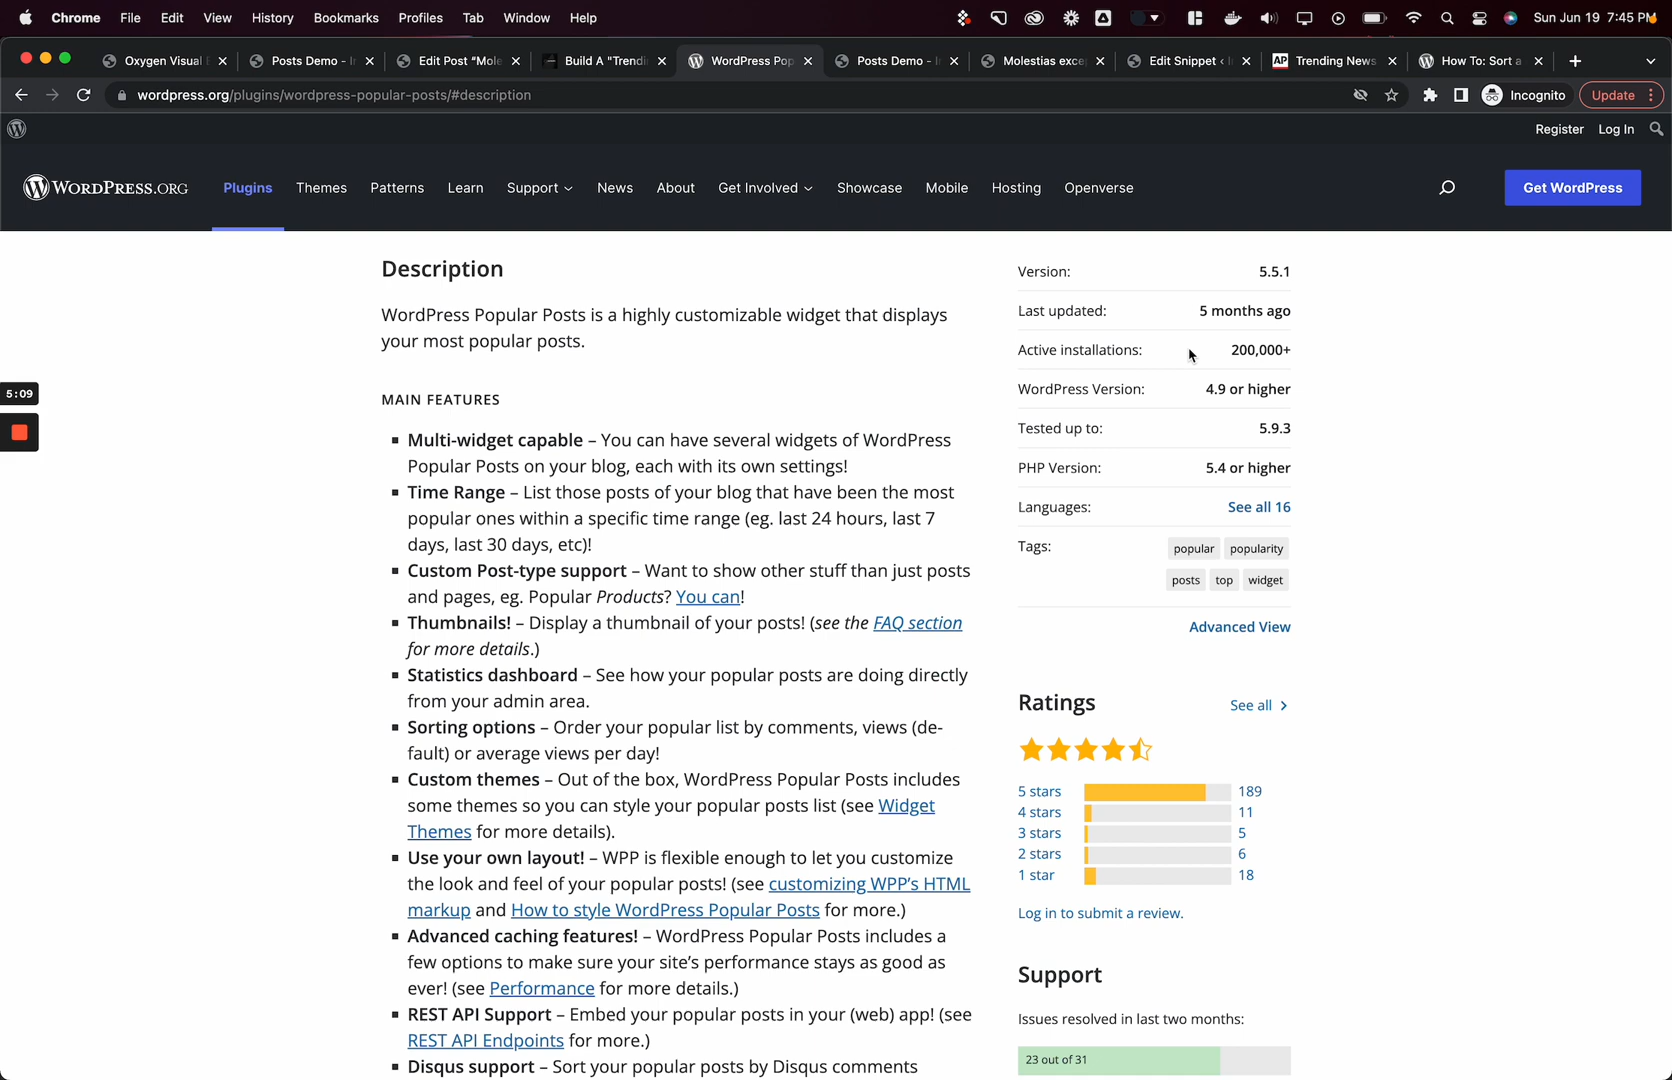 Chrome File Edit View History Bookmarks Profiles Tab Window Help Sun Jun 19 7:45 PM
Oxygen Visual Posts Demo - Edit Post “Mole Build A "Trendi WordPress Pop Posts Demo - Molestias exce Edit Snippet ‹ AP Trending News How To: Sort a
wordpress.org/plugins/wordpress-popular-posts/#description Incognito Update
Register Log In
WORDPRESS.ORG Plugins Themes Patterns Learn Support News About Get Involved Showcase Mobile Hosting Openverse Get WordPress
Description
WordPress Popular Posts is a highly customizable widget that displays
your most popular posts.
MAIN FEATURES
Multi-widget capable – You can have several widgets of WordPress
Popular Posts on your blog, each with its own settings!
Time Range – List those posts of your blog that have been the most
popular ones within a specific time range (eg. last 24 hours, last 7
days, last 30 days, etc)!
Custom Post-type support – Want to show other stuff than just posts
and pages, eg. Popular Products? You can!
Thumbnails! – Display a thumbnail of your posts! (see the FAQ section
for more details.)
Statistics dashboard – See how your popular posts are doing directly
from your admin area.
Sorting options – Order your popular list by comments, views (de-
fault) or average views per day!
Custom themes – Out of the box, WordPress Popular Posts includes
some themes so you can style your popular posts list (see Widget
Themes for more details).
Use your own layout! – WPP is flexible enough to let you customize
the look and feel of your popular posts! (see customizing WPP’s HTML
markup and How to style WordPress Popular Posts for more.)
Advanced caching features! – WordPress Popular Posts includes a
few options to make sure your site’s performance stays as good as
ever! (see Performance for more details.)
REST API Support – Embed your popular posts in your (web) app! (see
REST API Endpoints for more.)
Disqus support – Sort your popular posts by Disqus comments
Version: 5.5.1
Last updated: 5 months ago
Active installations: 200,000+
WordPress Version: 4.9 or higher
Tested up to: 5.9.3
PHP Version: 5.4 or higher
Languages: See all 16
Tags: popular popularity
posts top widget
Advanced View
Ratings See all
5 stars 189
4 stars 11
3 stars 5
2 stars 6
1 star 18
Log in to submit a review.
Support
Issues resolved in last two months:
23 out of 31
5:09